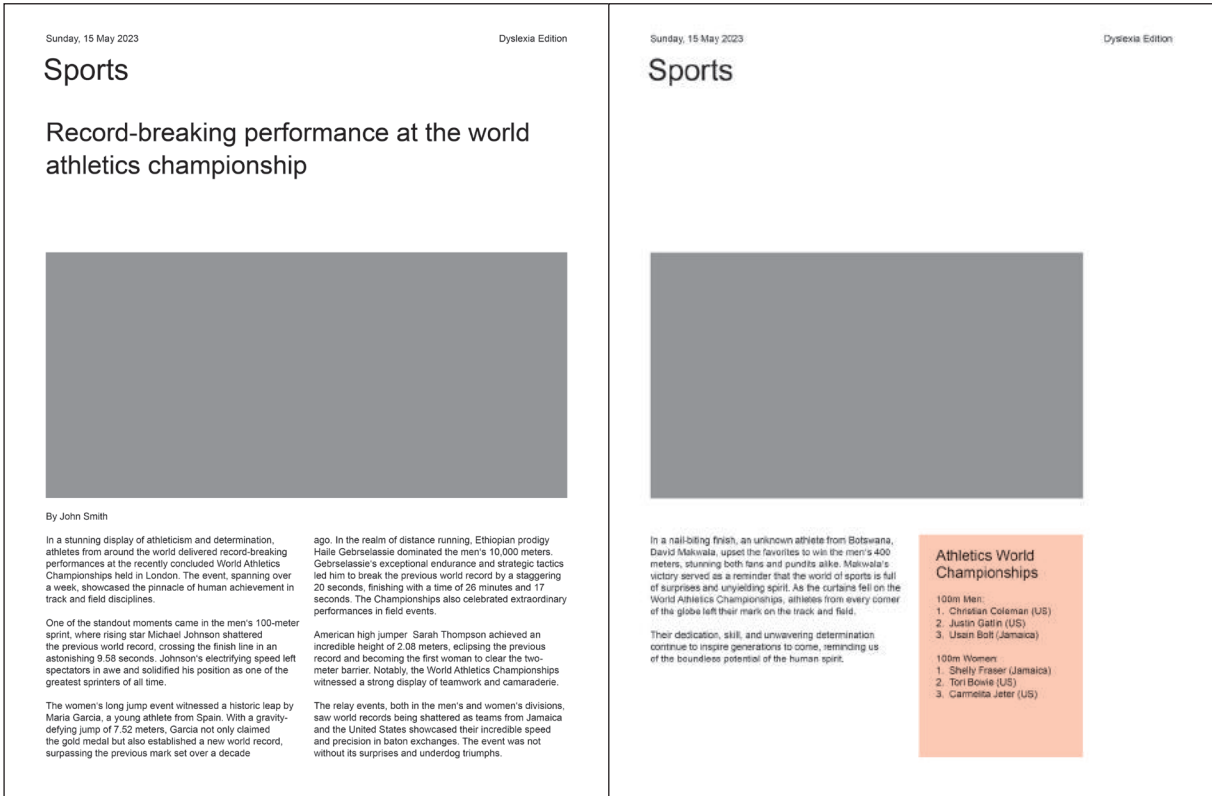 Sunday, 15 May 2023
Dyslexia Edition
Sports
Record-breaking performance at the world
athletics championship
By John Smith
In a stunning display of athleticism and determination,
athletes from around the world delivered record-breaking
performances at the recently concluded World Athletics
Championships held in London. The event, spanning over
a week, showcased the pinnacle of human achievement in
track and field disciplines.
One of the standout moments came in the men's 100-meter
sprint, where rising star Michael Johnson shattered
the previous world record, crossing the finish line in an
astonishing 9.58 seconds. Johnson's electrifying speed left
spectators in awe and solidified his position as one of the
greatest sprinters of all time.
The women's long jump event witnessed a historic leap by
Maria Garcia, a young athlete from Spain. With a gravity-
defying jump of 7.52 meters, Garcia not only claimed
the gold medal but also established a new world record,
surpassing the previous mark set over a decade
ago. In the realm of distance running, Ethiopian prodigy
Haile Gebrselassie dominated the men's 10,000 meters.
Gebrselassie's exceptional endurance and strategic tactics
led him to break the previous world record by a staggering
20 seconds, finishing with a time of 26 minutes and 17
seconds. The Championships also celebrated extraordinary
performances in field events.
American high jumper Sarah Thompson achieved an
incredible height of 2.08 meters, eclipsing the previous
record and becoming the first woman to clear the two-
meter barrier. Notably, the World Athletics Championships
witnessed a strong display of teamwork and camaraderie.
The relay events, both in the men's and women's divisions,
saw world records being shattered as teams from Jamaica
and the United States showcased their incredible speed
and precision in baton exchanges. The event was not
without its surprises and underdog triumphs.
Sunday, 15 May 2023
Dyslexia Edition
Sports
In a nail-biting finish, an unknown athlete from Botswana,
David Makwala, upset the favorites to win the men's 400
meters, stunning both fans and pundits alike. Makwala's
victory served as a reminder that the world of sports is full
of surprises and unyielding spirit. As the curtains fell on the
World Athletics Championships, athletes from every corner
of the globe left their mark on the track and field.
Their dedication, skill, and unwavering determination
continue to inspire generations to come, reminding us
of the boundless potential of the human spirit.
Athletics World
Championships
100m Men:
1. Christian Coleman (US)
2. Justin Gatlin (US)
3. Usain Bolt (Jamaica)
100m Women:
1. Shelly Fraser (Jamaica)
2. Tori Bowie (US)
3. Carmelita Jeter (US)